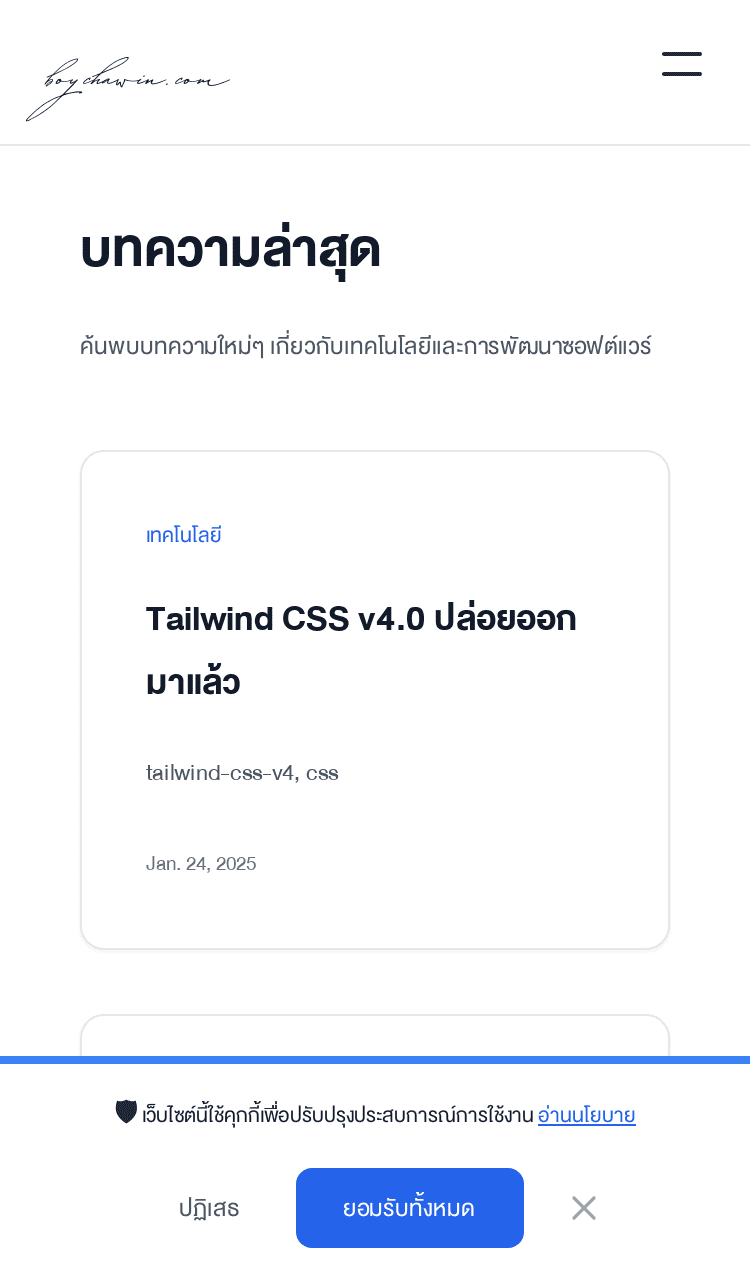 boychawin.com
บทความล่าสุด
ค้นพบบทความใหม่ๆ เกี่ยวกับเทคโนโลยีและการพัฒนาซอฟต์แวร์
เทคโนโลยี
Tailwind CSS v4.0 ปล่อยออก
มาแล้ว
tailwind-css-v4, css
Jan. 24, 2025
เว็บไซต์นี้ใช้คุกกี้เพื่อปรับปรุงประสบการณ์การใช้งาน อ่านนโยบาย
ปฏิเสธ
ยอมรับทั้งหมด